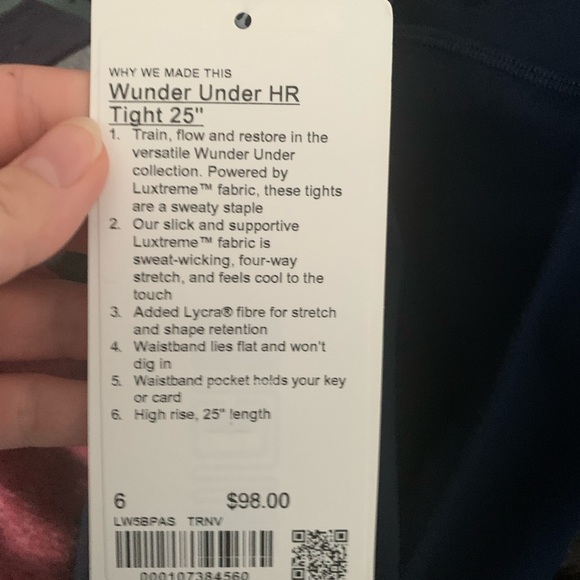 WHY WE MADE THIS
Wunder Under HR
Tight 25"
1. Train, flow and restore in the
versatile Wunder Under
collection. Powered by
Luxtreme™ fabric, these tights
are a sweaty staple
2. Our slick and supportive
Luxtreme™ fabric is
sweat-wicking, four-way
stretch, and feels cool to the
touch
3. Added Lycra® fibre for stretch
and shape retention
4. Waistband lies flat and won't
dig in
5. Waistband pocket holds your key
or card
6. High rise, 25" length
6 $98.00
LW5BPAS TRNV
000107384560